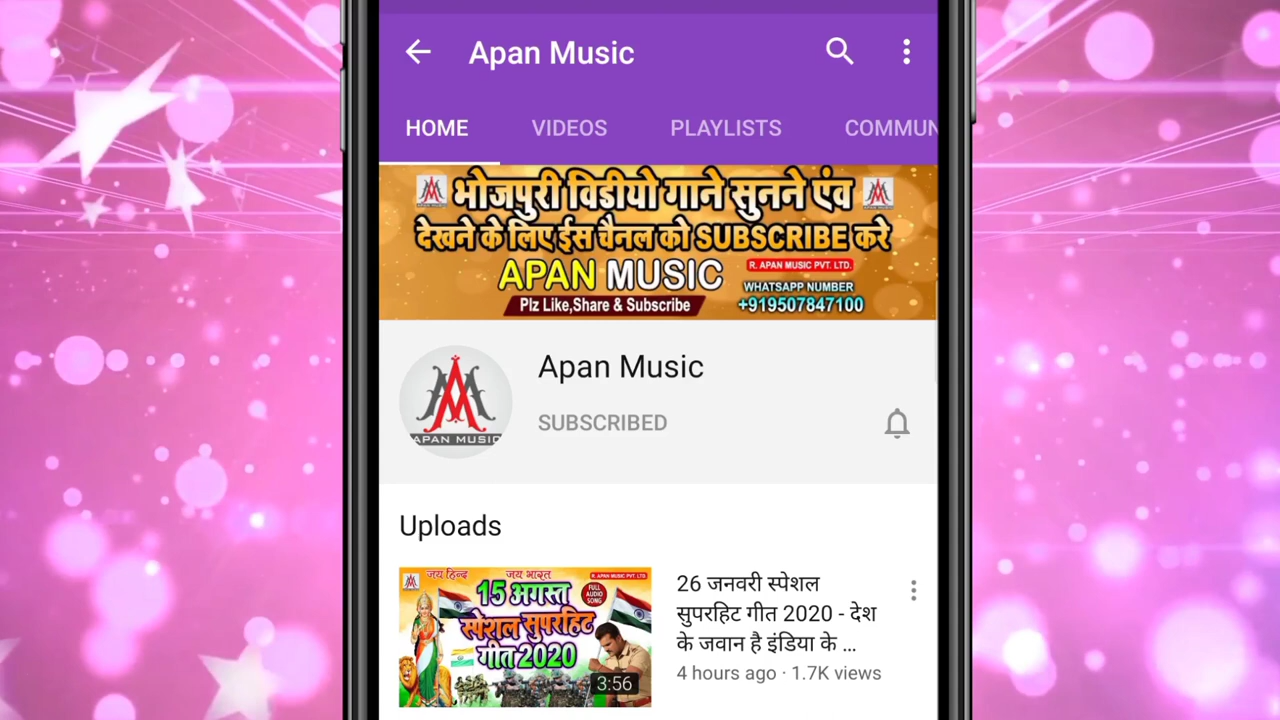 Apan Music
HOME VIDEOS PLAYLISTS COMMUN
भोजपुरी विडीयो गाने सुनने एंव
देखने के लिए ईस चैनल को SUBSCRIBE करे
APAN MUSIC
R. APAN MUSIC PVT. LTD.
WHATSAPP NUMBER
+919507847100
Plz Like,Share & Subscribe
Apan Music
SUBSCRIBED
APAN MUSIC
Uploads
जय हिन्द जय भारत
R. APAN MUSIC PVT. LTD
15 अगस्त
FULL
AUDIO
SONG
स्पेशल सुपरहिट
गीत 2020
3:56
26 जनवरी स्पेशल
सुपरहिट गीत 2020 - देश
के जवान है इंडिया के ...
4 hours ago · 1.7K views